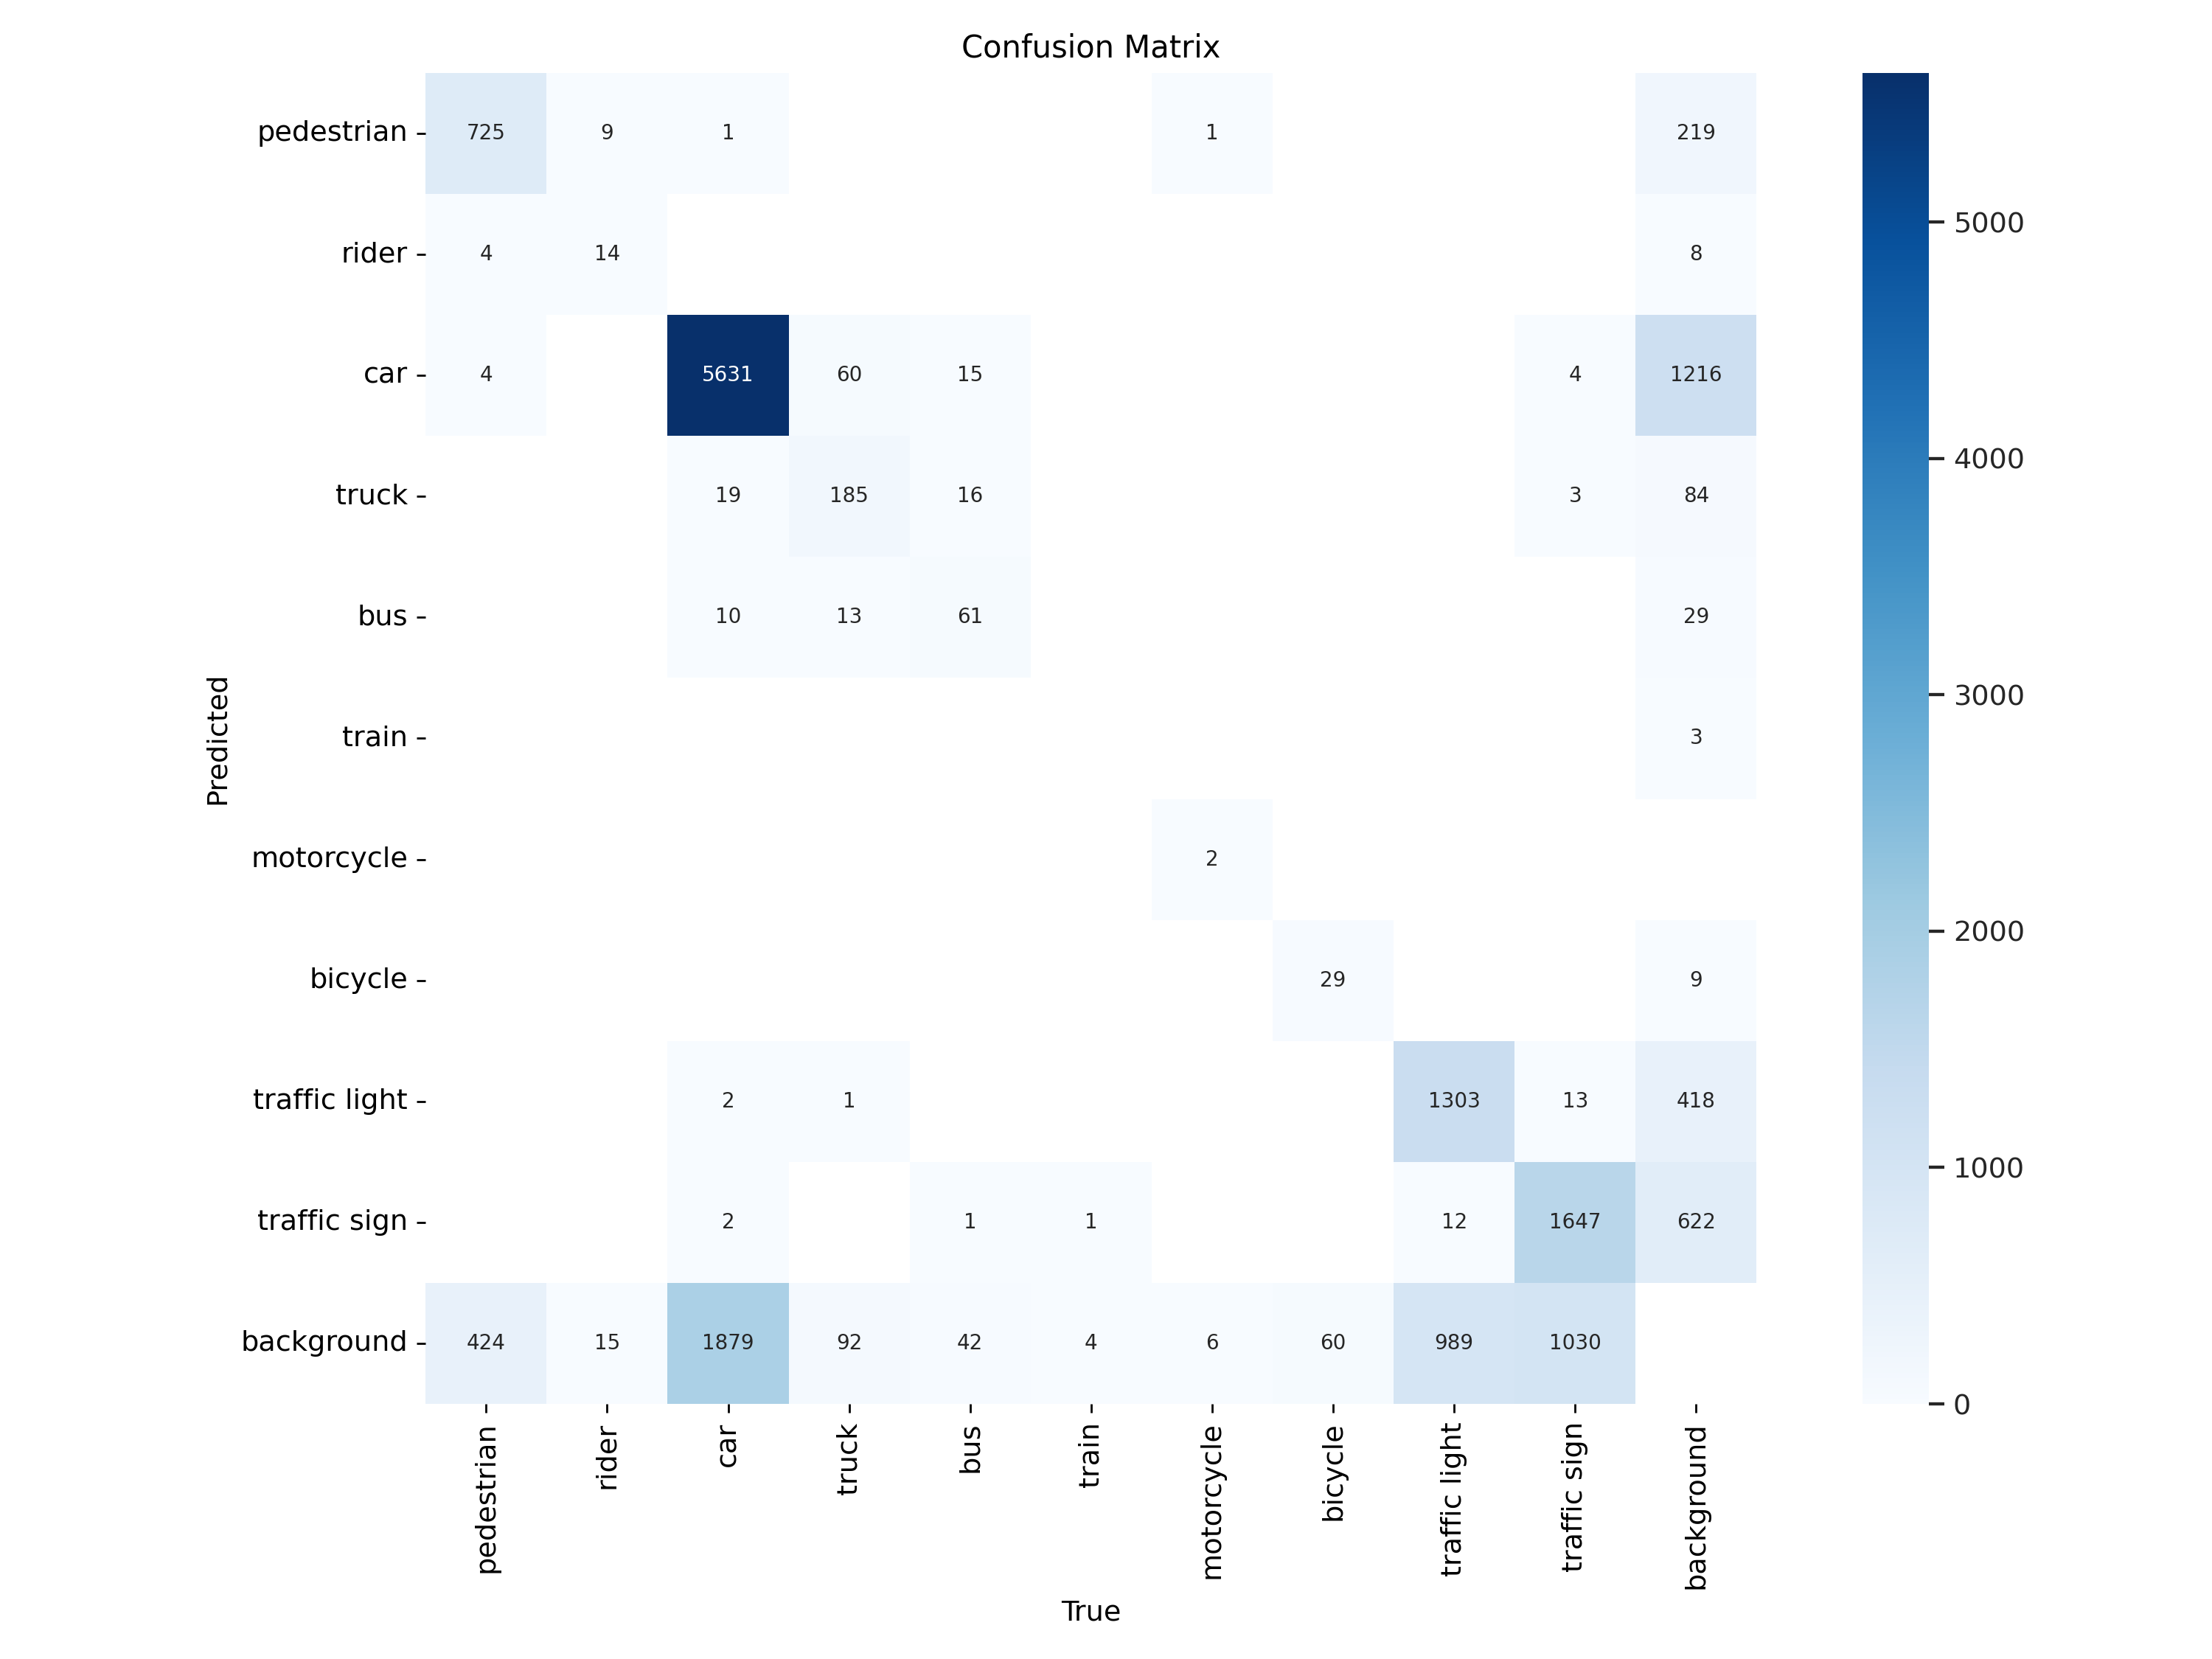 Confusion Matrix
pedestrian 725 9 1 1 219
rider 4 14 8
car 4 5631 60 15 4 1216
truck 19 185 16 3 84
bus 10 13 61 29
train 3
motorcycle 2
bicycle 29 9
traffic light 2 1 1303 13 418
traffic sign 2 1 1 12 1647 622
background 424 15 1879 92 42 4 6 60 989 1030
Predicted
pedestrian
rider
car
truck
bus
train
motorcycle
bicycle
traffic light
traffic sign
background
True
5000
4000
3000
2000
1000
0